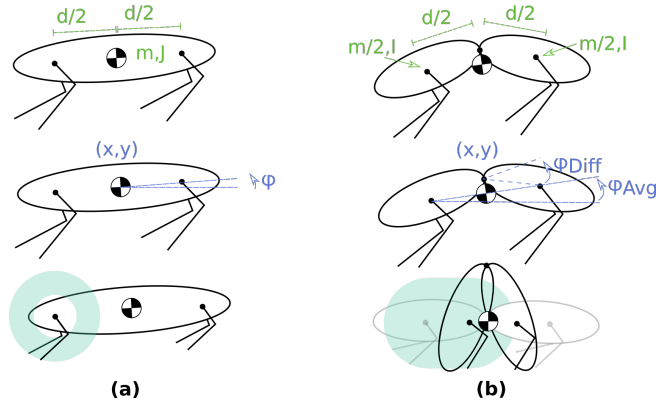 d/2 d/2
m,J
(x,y)
φ
(a)
d/2 d/2
m/2,I m/2,I
(x,y)
φDiff
φAvg
(b)